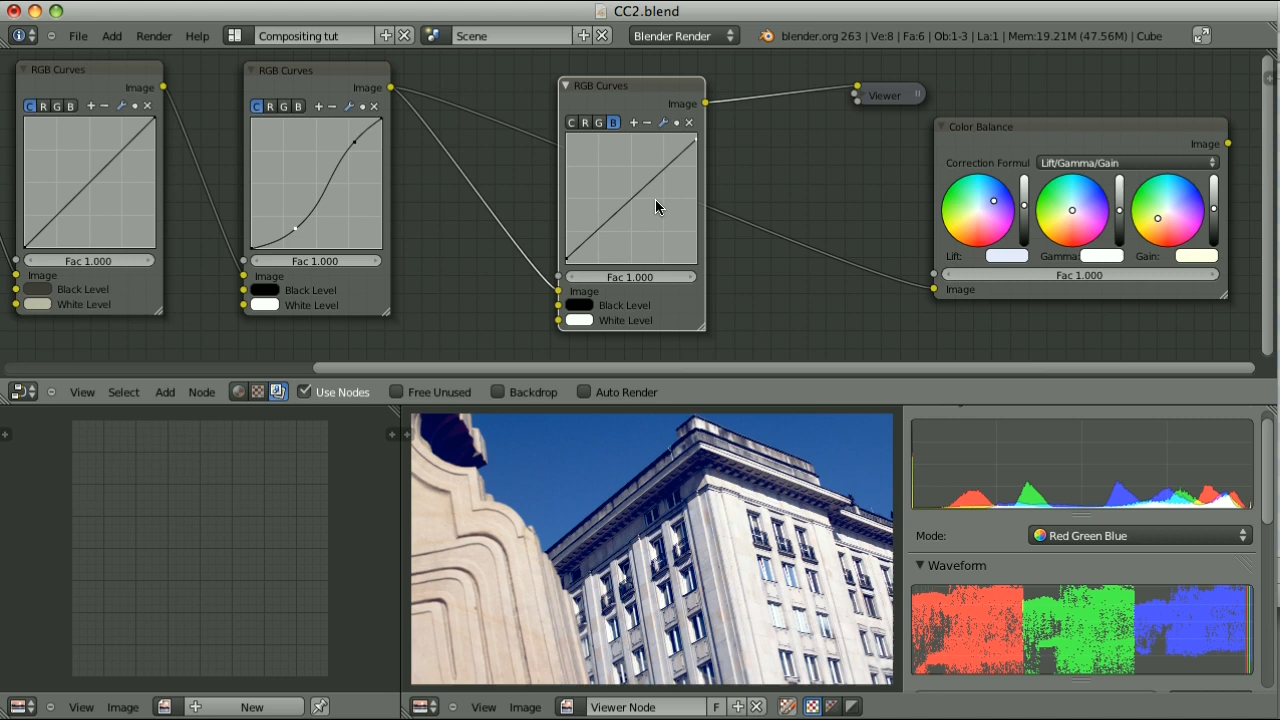 CC2.blend
File Add Render Help Compositing tut Scene Blender Render blender.org 263 | Ve:8 | Fa:6 | Ob:1-3 | La:1 | Mem:19.21M (47.56M) | Cube
RGB Curves
Image
C R G B
Fac 1.000
Image
Black Level
White Level
RGB Curves
Image
C R G B
Fac 1.000
Image
Black Level
White Level
RGB Curves
Image
C R G B
Fac 1.000
Image
Black Level
White Level
Viewer
Color Balance
Image
Correction Formul Lift/Gamma/Gain
Lift: Gamma: Gain:
Fac 1.000
Image
View Select Add Node Use Nodes Free Unused Backdrop Auto Render
Mode: Red Green Blue
Waveform
View Image New
View Image Viewer Node F